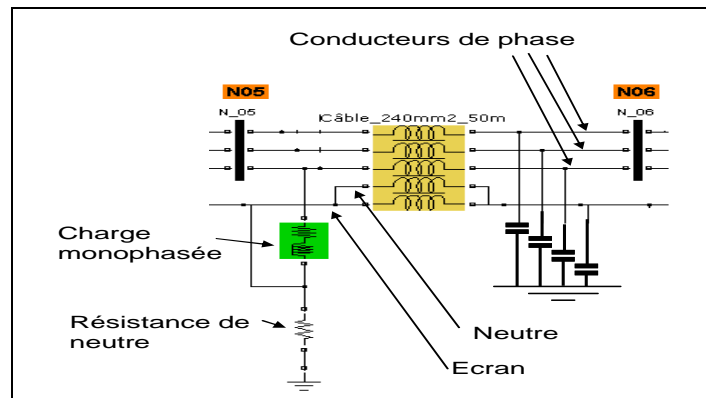 Conducteurs de phase
N05
N06
N_05
Câble_240mm2_50m
N_06
Charge
monophasée
Résistance de
neutre
Neutre
Ecran